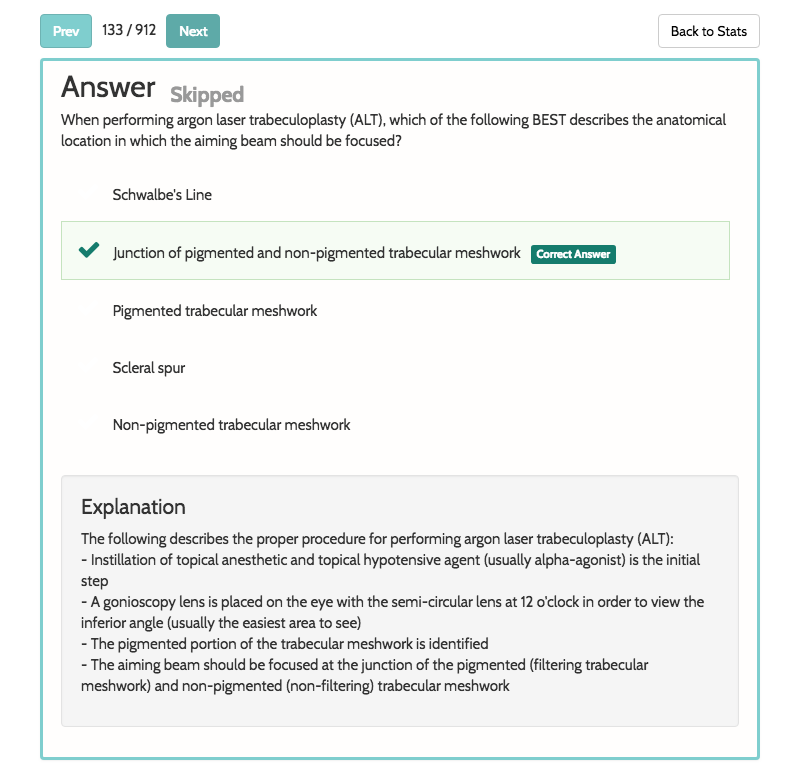 Prev 133 / 912 Next Back to Stats
Answer Skipped
When performing argon laser trabeculoplasty (ALT), which of the following BEST describes the anatomical
location in which the aiming beam should be focused?
Schwalbe's Line
Junction of pigmented and non-pigmented trabecular meshwork Correct Answer
Pigmented trabecular meshwork
Scleral spur
Non-pigmented trabecular meshwork
Explanation
The following describes the proper procedure for performing argon laser trabeculoplasty (ALT):
- Instillation of topical anesthetic and topical hypotensive agent (usually alpha-agonist) is the initial
step
- A gonioscopy lens is placed on the eye with the semi-circular lens at 12 o'clock in order to view the
inferior angle (usually the easiest area to see)
- The pigmented portion of the trabecular meshwork is identified
- The aiming beam should be focused at the junction of the pigmented (filtering trabecular
meshwork) and non-pigmented (non-filtering) trabecular meshwork